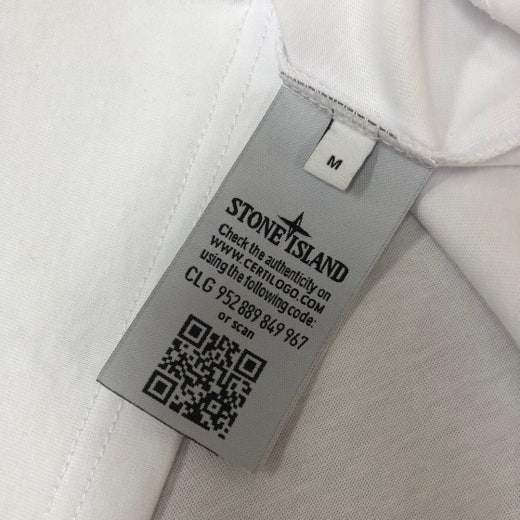 M
STONE ISLAND
Check the authenticity on
WWW.CERTILOGO.COM
using the following code:
CLG 952 889 849 967
or scan